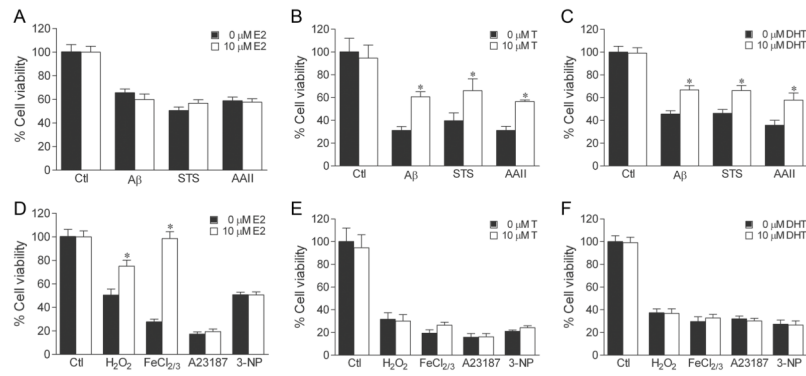 A
120
100
80
60
40
20
0
% Cell viability
0 μM E2
10 μM E2
Ctl Aβ STS AAII
B
120
100
80
60
40
20
0
% Cell viability
0 μM T
10 μM T
* * *
Ctl Aβ STS AAII
C
120
100
80
60
40
20
0
% Cell viability
0 μM DHT
10 μM DHT
* * *
Ctl Aβ STS AAII
D
120
100
80
60
40
20
0
% Cell viability
0 μM E2
10 μM E2
* *
Ctl H₂O₂ FeCl₂/₃ A23187 3-NP
E
120
100
80
60
40
20
0
% Cell viability
0 μM T
10 μM T
Ctl H₂O₂ FeCl₂/₃ A23187 3-NP
F
120
100
80
60
40
20
0
% Cell viability
0 μM DHT
10 μM DHT
Ctl H₂O₂ FeCl₂/₃ A23187 3-NP